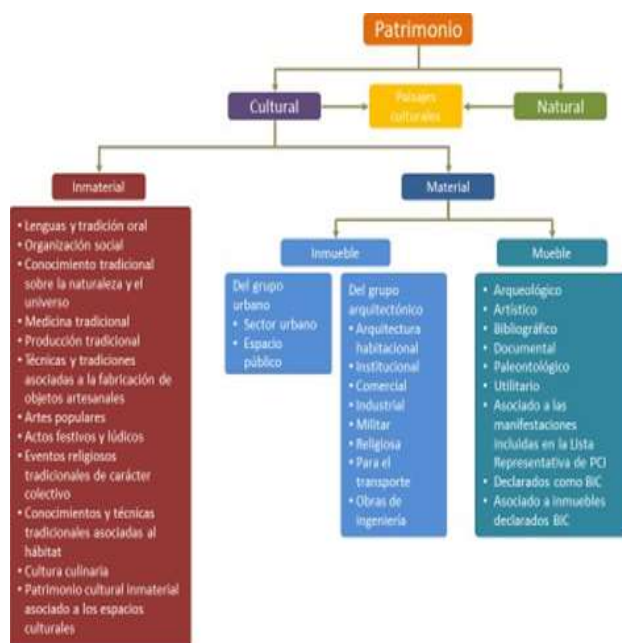 Patrimonio
Cultural
Paisajes
culturales
Natural
Inmaterial
Material
• Lenguas y tradición oral
• Organización social
• Conocimiento tradicional
sobre la naturaleza y el
universo
• Medicina tradicional
• Producción tradicional
• Técnicas y tradiciones
asociadas a la fabricación de
objetos artesanales
• Artes populares
• Actos festivos y lúdicos
• Eventos religiosos
tradicionales de carácter
colectivo
• Conocimientos y técnicas
tradicionales asociadas al
hábitat
• Cultura culinaria
• Patrimonio cultural inmaterial
asociado a los espacios
culturales
Inmueble
Del grupo
urbano
• Sector urbano
• Espacio
público
Del grupo
arquitectónico
• Arquitectura
habitacional
• Institucional
• Comercial
• Industrial
• Militar
• Religiosa
• Para el
transporte
• Obras de
ingeniería
Mueble
• Arqueológico
• Artístico
• Bibliográfico
• Documental
• Paleontológico
• Utilitario
• Asociado a las
manifestaciones
incluidas en la Lista
Representativa de PCI
• Declarados como BIC
• Asociado a inmuebles
declarados BIC